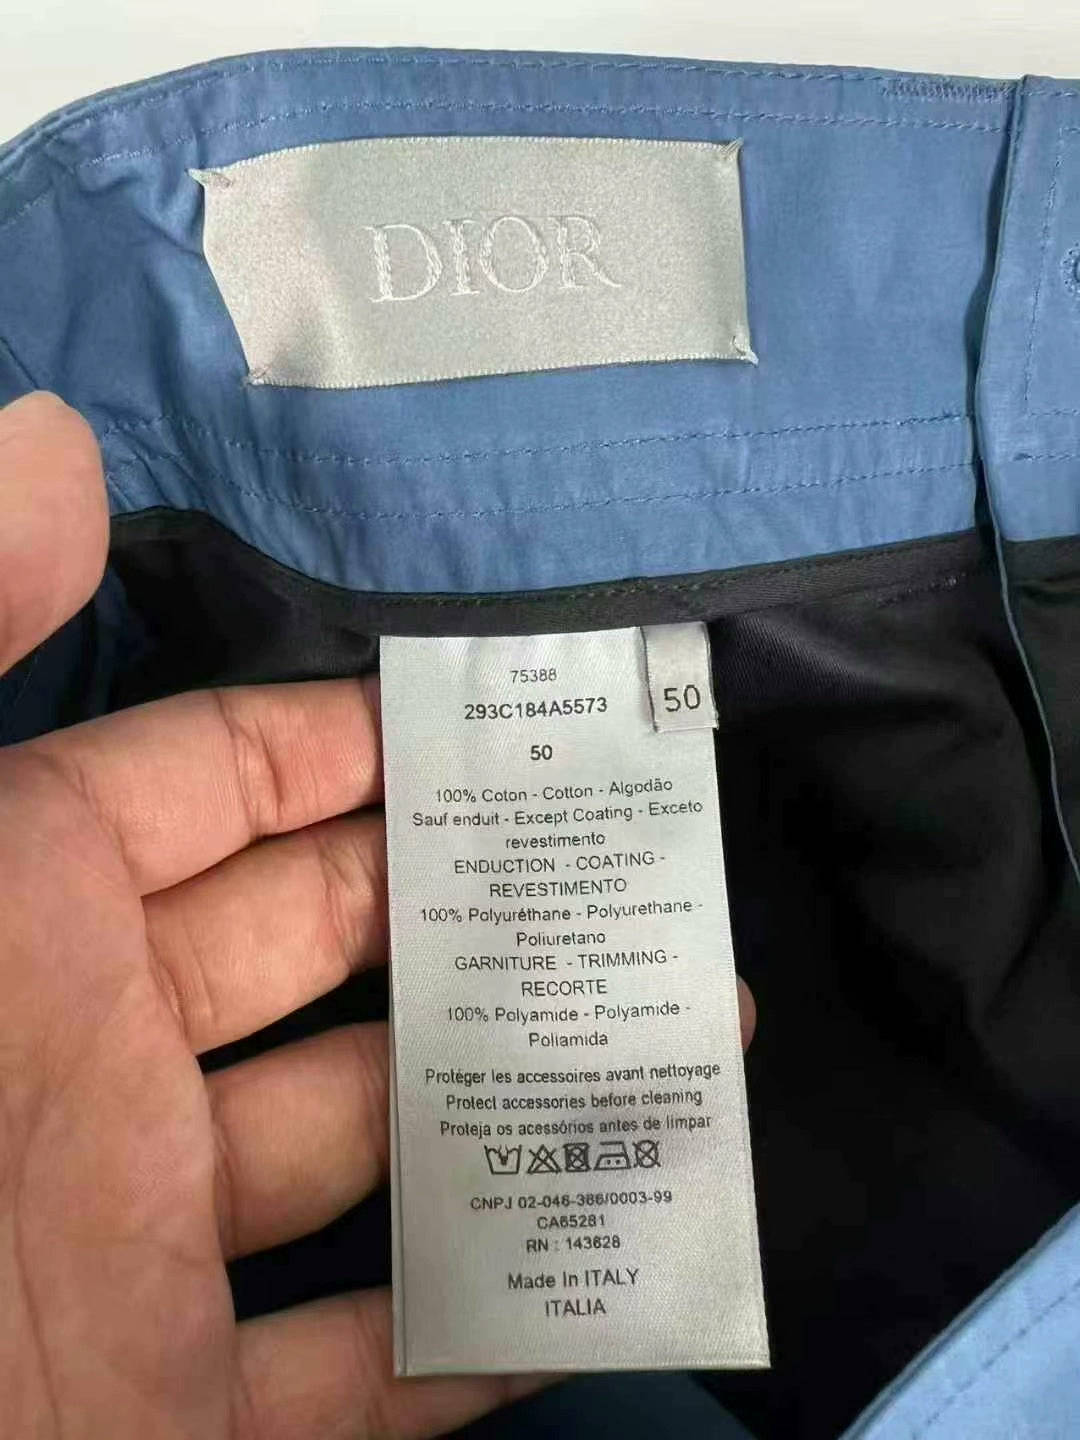 DIOR
75388
293C184A5573
50
50
100% Coton - Cotton - Algodão
Sauf enduit - Except Coating - Exceto
revestimento
ENDUCTION - COATING -
REVESTIMENTO
100% Polyuréthane - Polyurethane -
Poliuretano
GARNITURE - TRIMMING -
RECORTE
100% Polyamide - Polyamide -
Poliamida
Protéger les accessoires avant nettoyage
Protect accessories before cleaning
Proteja os acessórios antes de limpar
CNPJ 02-046-386/0003-99
CA65281
RN : 143628
Made In ITALY
ITALIA